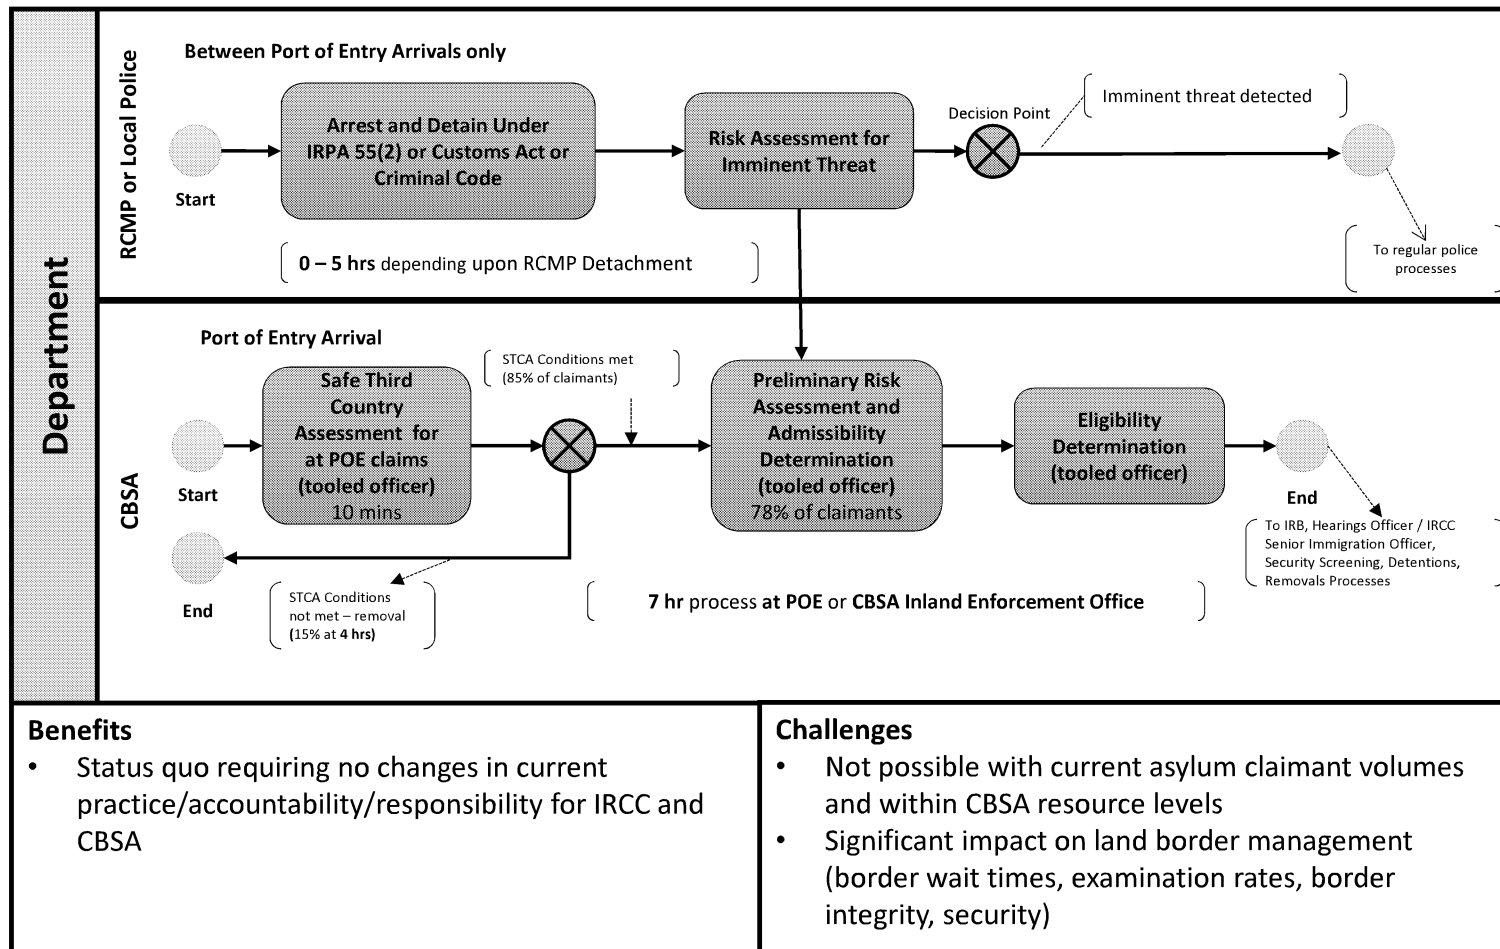 Department
RCMP or Local Police
Between Port of Entry Arrivals only
Start
Arrest and Detain Under
IRPA 55(2) or Customs Act or
Criminal Code
Risk Assessment for
Imminent Threat
Decision Point
Imminent threat detected
0 – 5 hrs depending upon RCMP Detachment
To regular police
processes
CBSA
Port of Entry Arrival
Start
Safe Third
Country
Assessment for
at POE claims
(tooled officer)
10 mins
STCA Conditions met
(85% of claimants)
Preliminary Risk
Assessment and
Admissibility
Determination
(tooled officer)
78% of claimants
Eligibility
Determination
(tooled officer)
End
To IRB, Hearings Officer / IRCC
Senior Immigration Officer,
Security Screening, Detentions,
Removals Processes
End
STCA Conditions
not met – removal
(15% at 4 hrs)
7 hr process at POE or CBSA Inland Enforcement Office
Benefits
• Status quo requiring no changes in current
practice/accountability/responsibility for IRCC and
CBSA
Challenges
• Not possible with current asylum claimant volumes
and within CBSA resource levels
• Significant impact on land border management
(border wait times, examination rates, border
integrity, security)